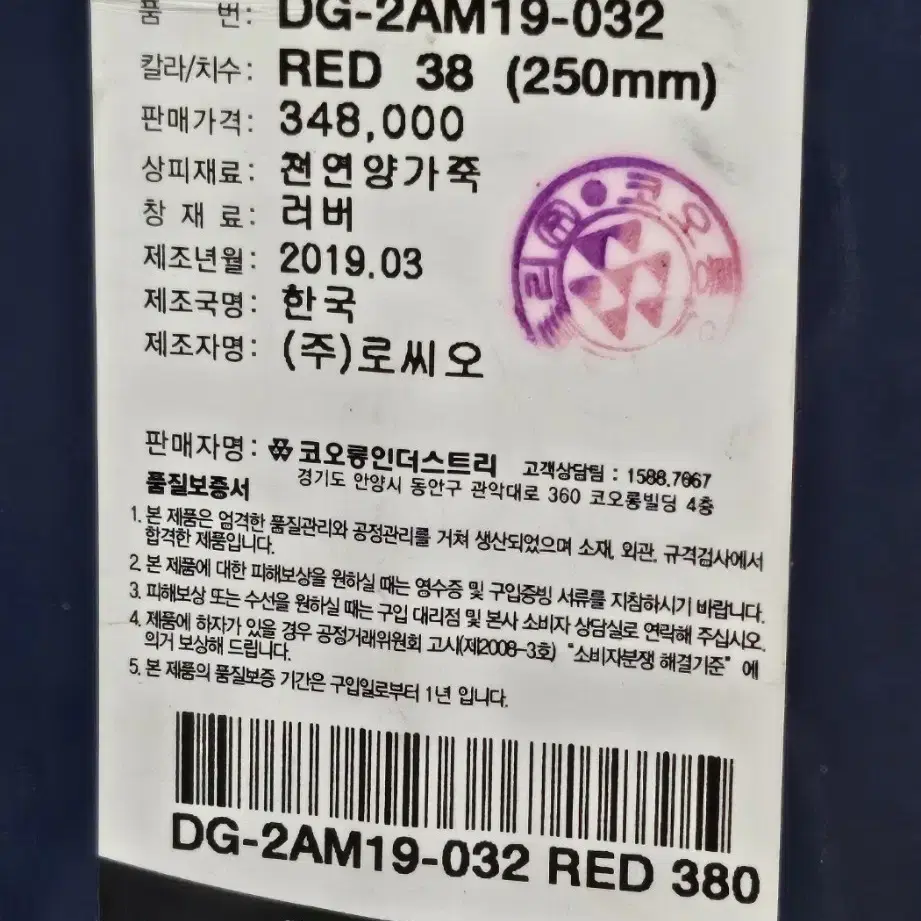 품 번: DG-2AM19-032
칼라/치수: RED 38 (250mm)
판매가격: 348,000
상피재료: 천연양가죽
창 재 료: 러버
제조년월: 2019.03
제조국명: 한국
제조자명: (주)로씨오
코오롱
판매자명: 코오롱인더스트리 고객상담팀 : 1588.7667
경기도 안양시 동안구 관악대로 360 코오롱빌딩 4층
품질보증서
1. 본 제품은 엄격한 품질관리와 공정관리를 거쳐 생산되었으며 소재, 외관, 규격검사에서
합격한 제품입니다.
2. 본 제품에 대한 피해보상을 원하실 때는 영수증 및 구입증빙 서류를 지참하시기 바랍니다.
3. 피해보상 또는 수선을 원하실 때는 구입 대리점 및 본사 소비자 상담실로 연락해 주십시오.
4. 제품에 하자가 있을 경우 공정거래위원회 고시(제2008-3호) "소비자분쟁 해결기준" 에
의거 보상해 드립니다.
5. 본 제품의 품질보증 기간은 구입일로부터 1년 입니다.
DG-2AM19-032 RED 380